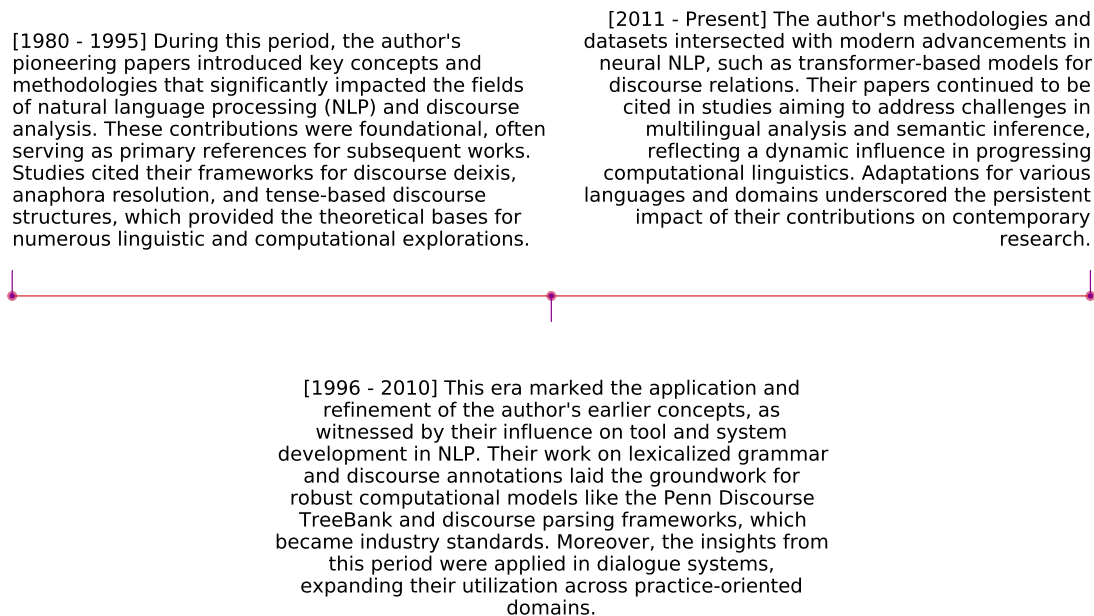 [1980 - 1995] During this period, the author's
pioneering papers introduced key concepts and
methodologies that significantly impacted the fields
of natural language processing (NLP) and discourse
analysis. These contributions were foundational, often
serving as primary references for subsequent works.
Studies cited their frameworks for discourse deixis,
anaphora resolution, and tense-based discourse
structures, which provided the theoretical bases for
numerous linguistic and computational explorations.
[1996 - 2010] This era marked the application and
refinement of the author's earlier concepts, as
witnessed by their influence on tool and system
development in NLP. Their work on lexicalized grammar
and discourse annotations laid the groundwork for
robust computational models like the Penn Discourse
TreeBank and discourse parsing frameworks, which
became industry standards. Moreover, the insights from
this period were applied in dialogue systems,
expanding their utilization across practice-oriented
domains.
[2011 - Present] The author's methodologies and
datasets intersected with modern advancements in
neural NLP, such as transformer-based models for
discourse relations. Their papers continued to be
cited in studies aiming to address challenges in
multilingual analysis and semantic inference,
reflecting a dynamic influence in progressing
computational linguistics. Adaptations for various
languages and domains underscored the persistent
impact of their contributions on contemporary
research.